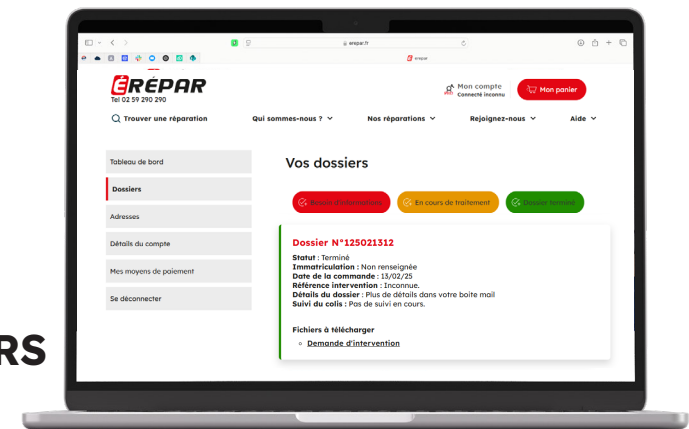 erepar.fr
erepar
ÉRÉPAR
Tel 02 59 290 290
Mon compte
Connecté inconnu
Mon panier
Trouver une réparation
Qui sommes-nous ?
Nos réparations
Rejoignez-nous
Aide
Tableau de bord
Dossiers
Adresses
Détails du compte
Mes moyens de paiement
Se déconnecter
Vos dossiers
Besoin d'informations
En cours de traitement
Dossier terminé
Dossier N°125021312
Statut : Terminé
Immatriculation : Non renseignée
Date de la commande : 13/02/25
Référence intervention : Inconnue.
Détails du dossier : Plus de détails dans votre boite mail
Suivi du colis : Pas de suivi en cours.
Fichiers à télécharger
Demande d'intervention
RS